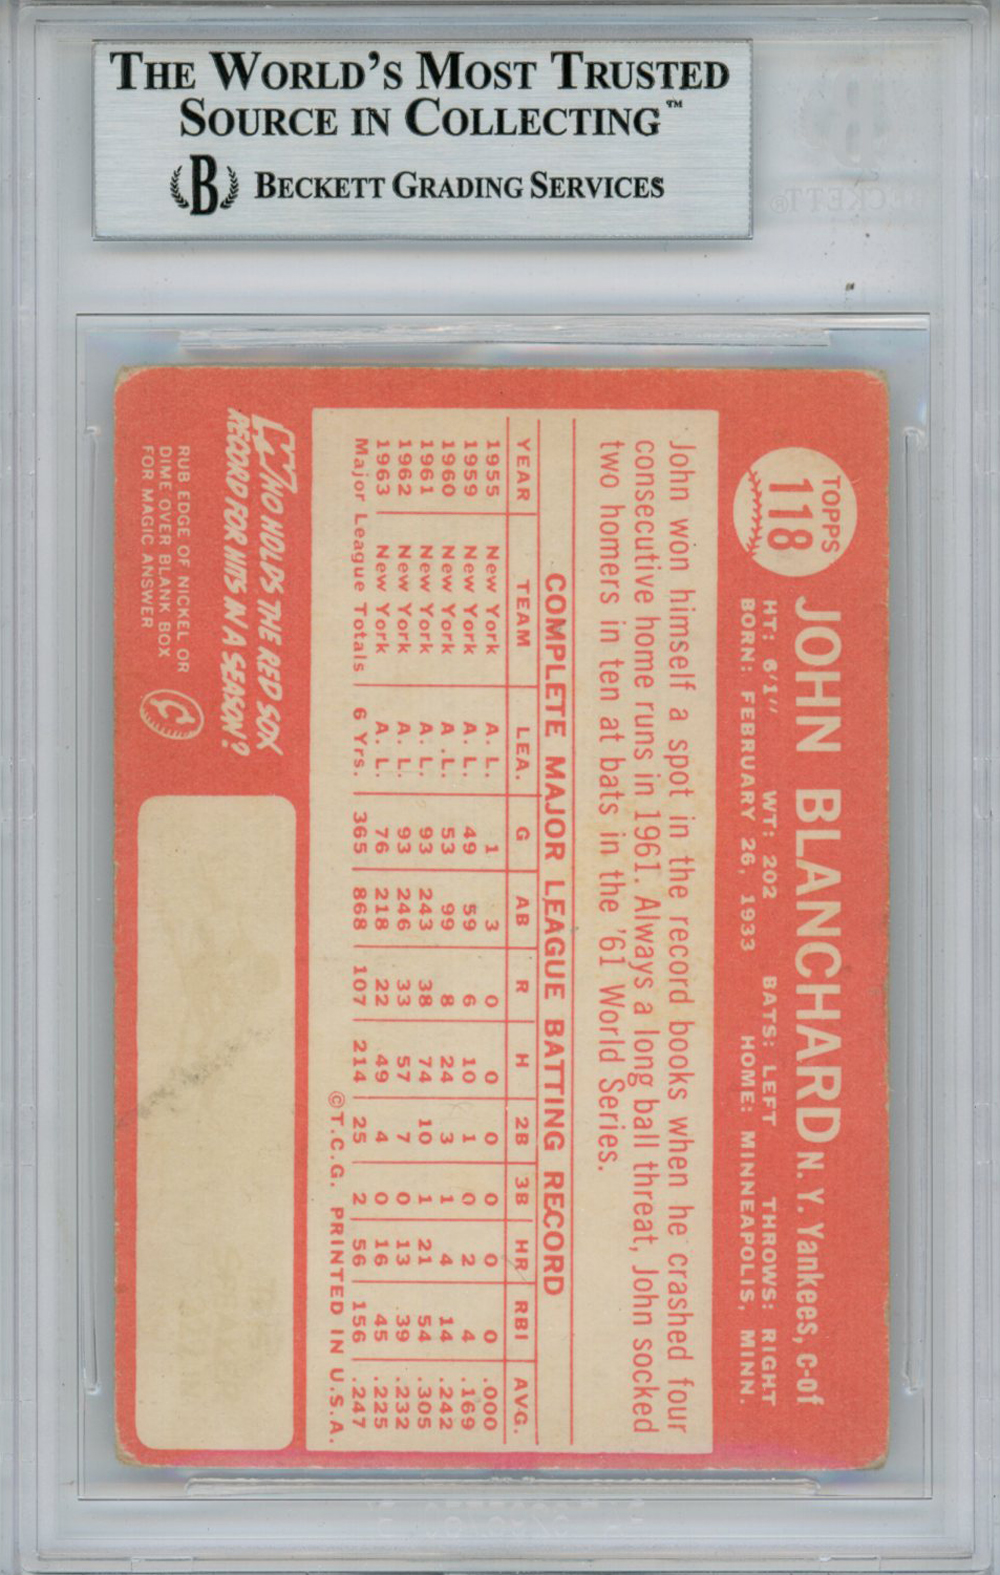 THE WORLD'S MOST TRUSTED
SOURCE IN COLLECTING™
B BECKETT GRADING SERVICES
TOPPS
118
JOHN BLANCHARD N. Y. Yankees, c-of
HT: 6'1" WT: 202 BATS: LEFT THROWS: RIGHT
BORN: FEBRUARY 26, 1933 HOME: MINNEAPOLIS, MINN.
John won himself a spot in the record books when he crashed four
consecutive home runs in 1961. Always a long ball threat, John socked
two homers in ten at bats in the '61 World Series.
COMPLETE MAJOR LEAGUE BATTING RECORD
YEAR TEAM LEA. G AB R H 2B 3B HR RBI AVG.
1955 New York A. L. 1 3 0 0 0 0 0 0 .000
1959 New York A. L. 49 59 6 10 1 0 2 4 .169
1960 New York A. L. 53 99 8 24 3 1 4 14 .242
1961 New York A. L. 93 243 38 74 10 1 21 54 .305
1962 New York A. L. 93 246 33 57 7 0 13 39 .232
1963 New York A. L. 76 218 22 49 4 0 16 45 .225
Major League Totals 6 Yrs. 365 868 107 214 25 2 56 156 .247
©T.C.G. PRINTED IN U.S.A.
WHO HOLDS THE RED SOX
RECORD FOR HITS IN A SEASON?
RUB EDGE OF NICKEL OR
DIME OVER BLANK BOX
FOR MAGIC ANSWER
SPEAKER